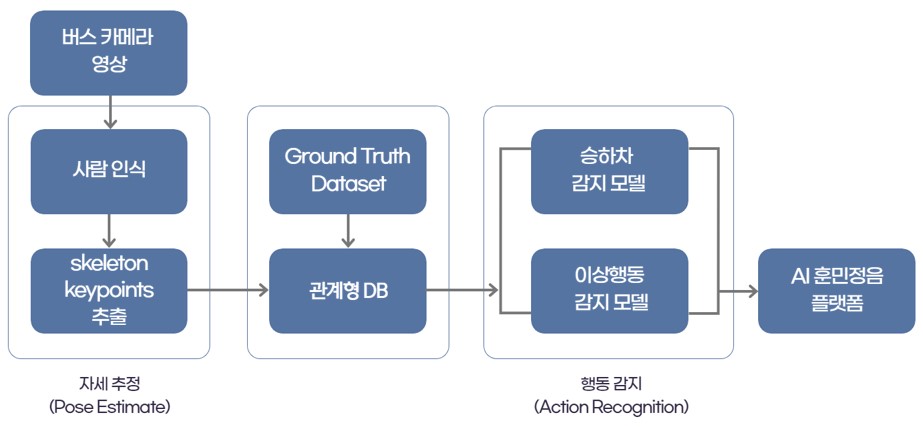 버스 카메라
영상
사람 인식
skeleton
keypoints
추출
자세 추정
(Pose Estimate)
Ground Truth
Dataset
관계형 DB
승하차
감지 모델
이상행동
감지 모델
행동 감지
(Action Recognition)
AI 훈민정음
플랫폼